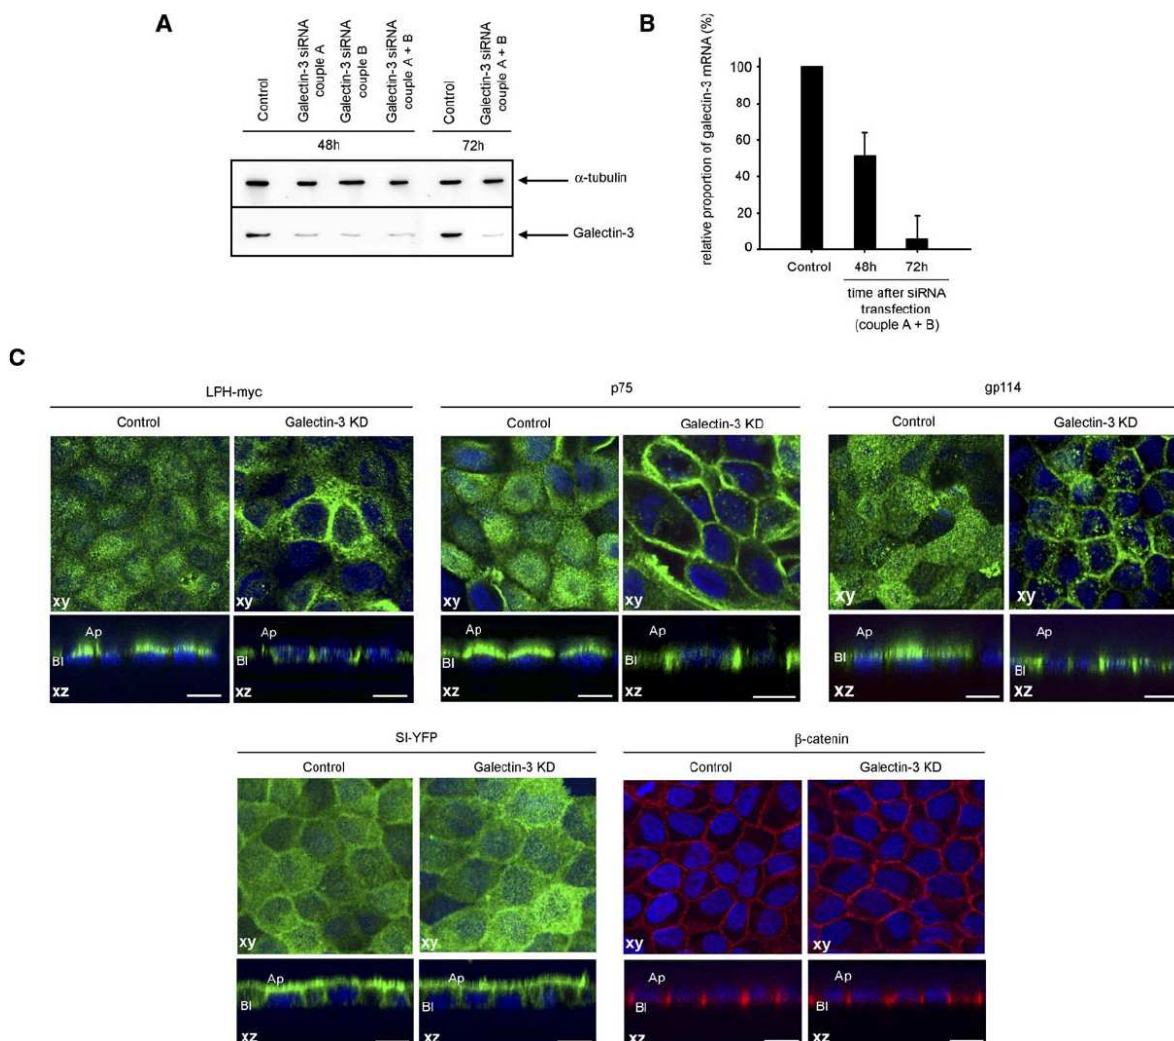 A
Control
Galectin-3 siRNA
couple A
Galectin-3 siRNA
couple B
Galectin-3 siRNA
couple A + B
Control
Galectin-3 siRNA
couple A + B
48h
72h
α-tubulin
Galectin-3
B
relative proportion of galectin-3 mRNA (%)
100
80
60
40
20
0
Control
48h
72h
time after siRNA
transfection
(couple A + B)
C
LPH-myc
Control
Galectin-3 KD
xy
xy
Ap
Bl
xz
Ap
Bl
xz
p75
Control
Galectin-3 KD
xy
xy
Ap
Bl
xz
Ap
Bl
xz
gp114
Control
Galectin-3 KD
xy
xy
Ap
Bl
xz
Ap
Bl
xz
SI-YFP
Control
Galectin-3 KD
xy
xy
Ap
Bl
xz
Ap
Bl
xz
β-catenin
Control
Galectin-3 KD
xy
xy
Ap
Bl
xz
Ap
Bl
xz